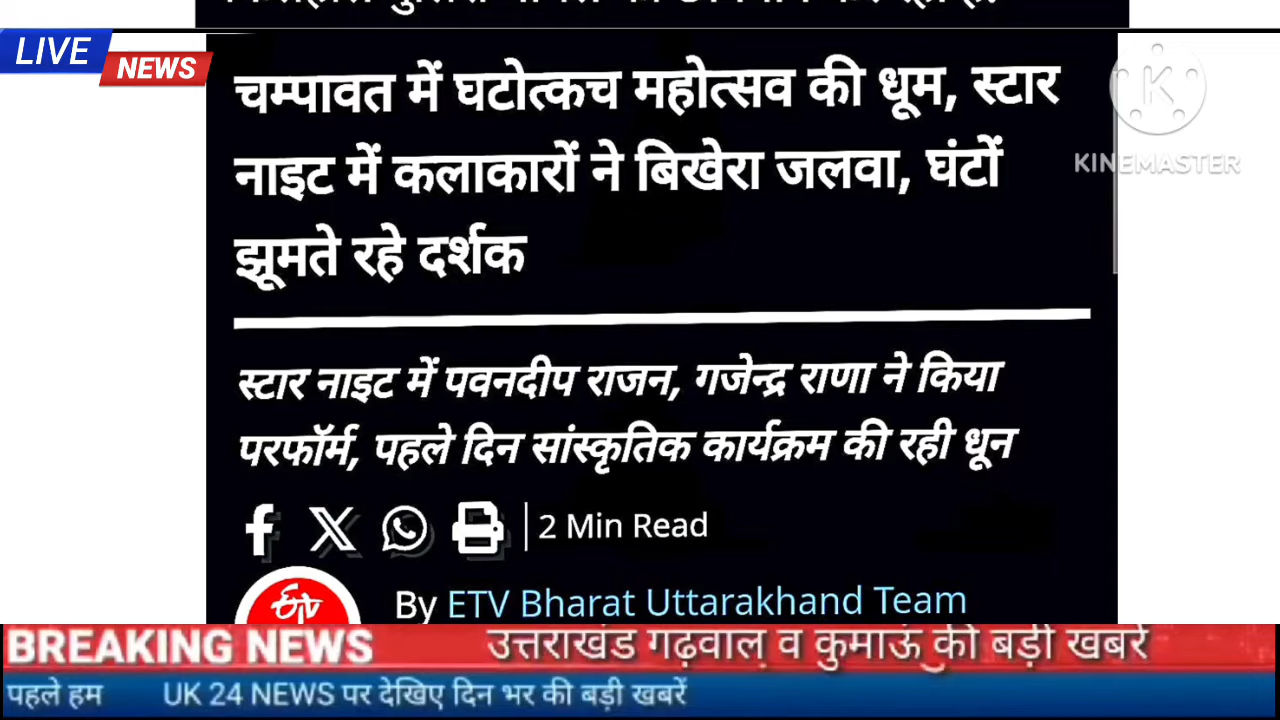 LIVE
NEWS
चम्पावत में घटोत्कच महोत्सव की धूम, स्टार
नाइट में कलाकारों ने बिखेरा जलवा, घंटों
झूमते रहे दर्शक
K
KINEMASTER
स्टार नाइट में पवनदीप राजन, गजेन्द्र राणा ने किया
परफॉर्म, पहले दिन सांस्कृतिक कार्यक्रम की रही धून
2 Min Read
By ETV Bharat Uttarakhand Team
BREAKING NEWS उत्तराखंड गढ़वाल व कुमाऊं की बड़ी खबरें
पहले हम UK 24 NEWS पर देखिए दिन भर की बड़ी खबरें